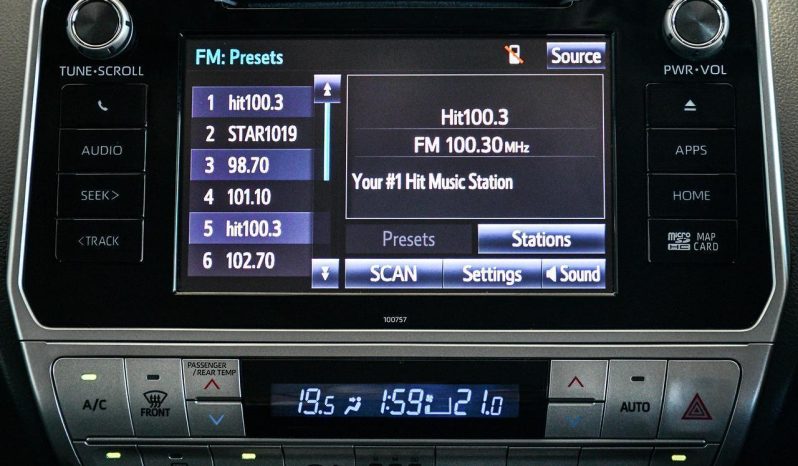 TUNE•SCROLL
AUDIO
SEEK>
<TRACK
FM: Presets
Source
1 hit100.3
2 STAR1019
3 98.70
4 101.10
5 hit100.3
6 102.70
Hit100.3
FM 100.30MHz
Your #1 Hit Music Station
Presets
Stations
SCAN
Settings
Sound
PWR•VOL
APPS
HOME
micro SD HC MAP CARD
100757
A/C
FRONT
PASSENGER
/REAR TEMP
19.5 1:59 21.0
AUTO